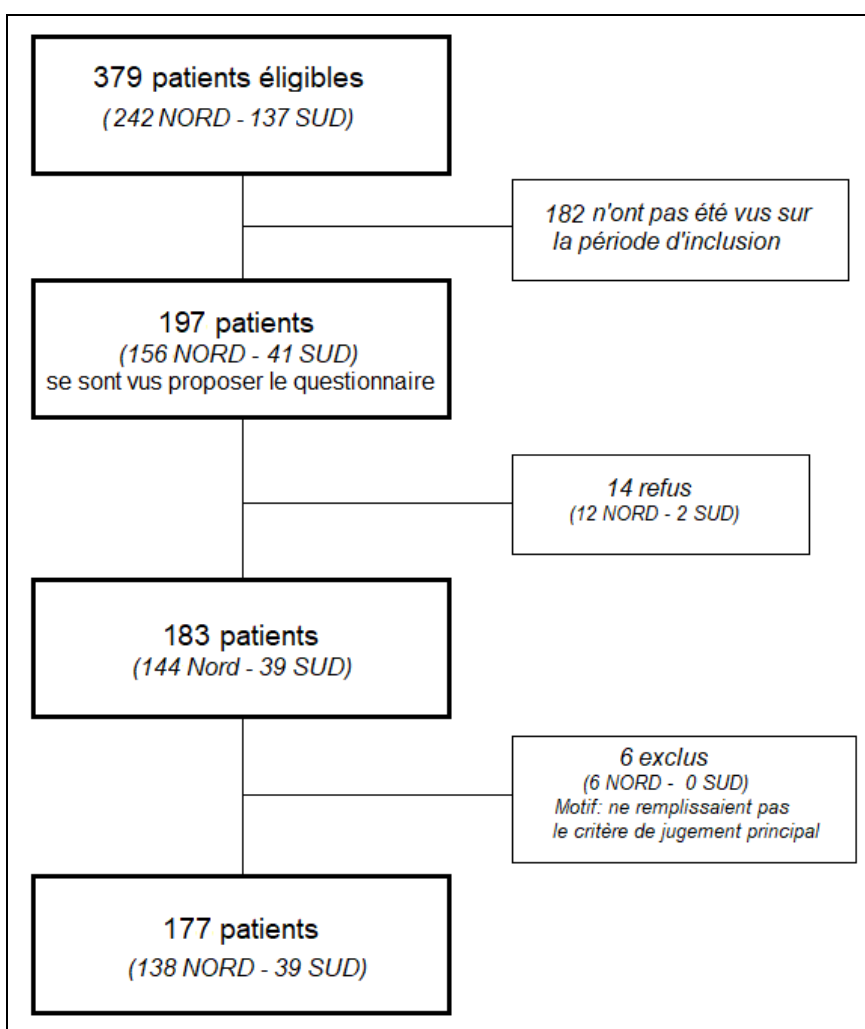 379 patients éligibles
(242 NORD - 137 SUD)
182 n'ont pas été vus sur
la période d'inclusion
197 patients
(156 NORD - 41 SUD)
se sont vus proposer le questionnaire
14 refus
(12 NORD - 2 SUD)
183 patients
(144 Nord - 39 SUD)
6 exclus
(6 NORD - 0 SUD)
Motif: ne remplissaient pas
le critère de jugement principal
177 patients
(138 NORD - 39 SUD)